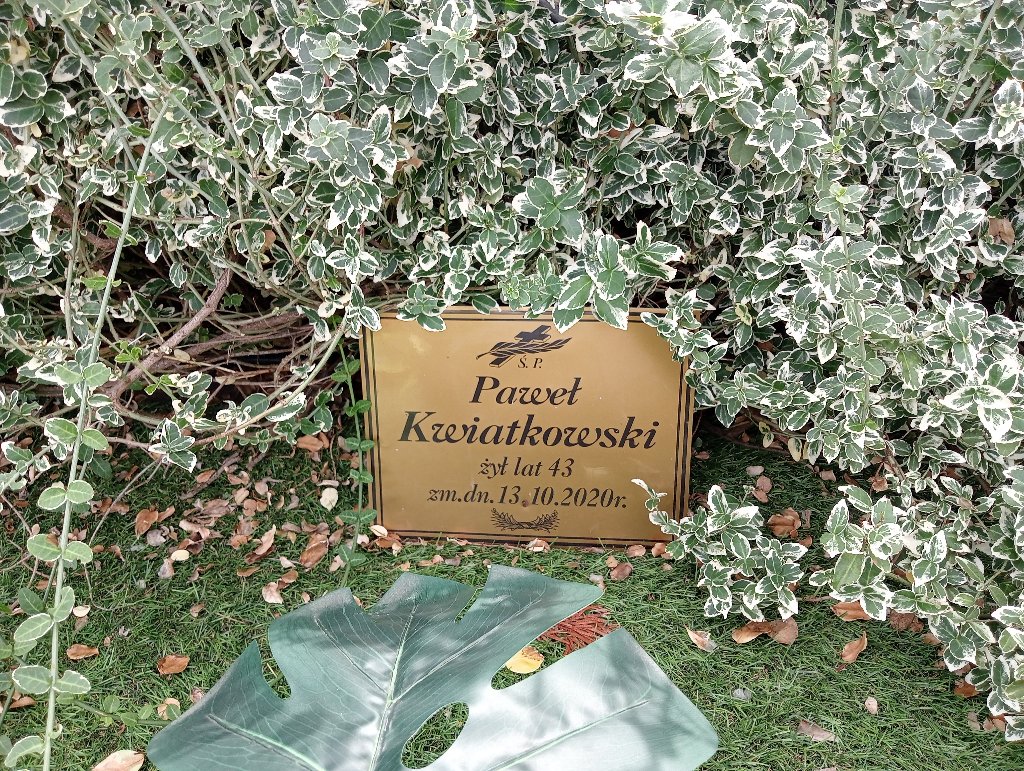 Ś. P.
Paweł
Kwiatkowski
żył lat 43
zm.dn.13.10.2020r.